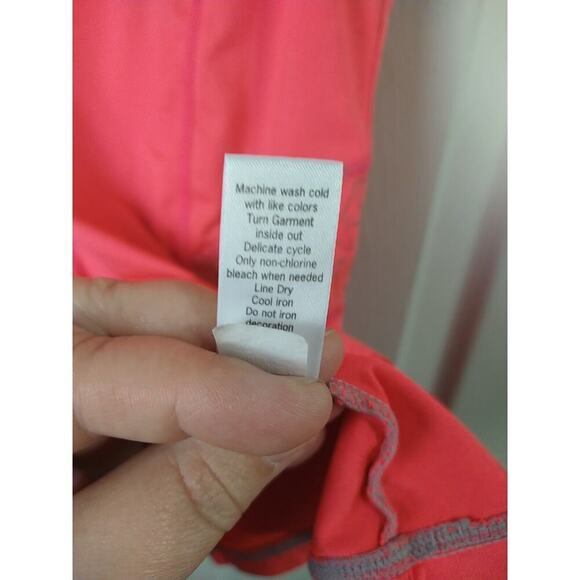 Machine wash cold
with like colors
Turn Garment
inside out
Delicate cycle
Only non-chlorine
bleach when needed
Line Dry
Cool iron
Do not iron
decoration